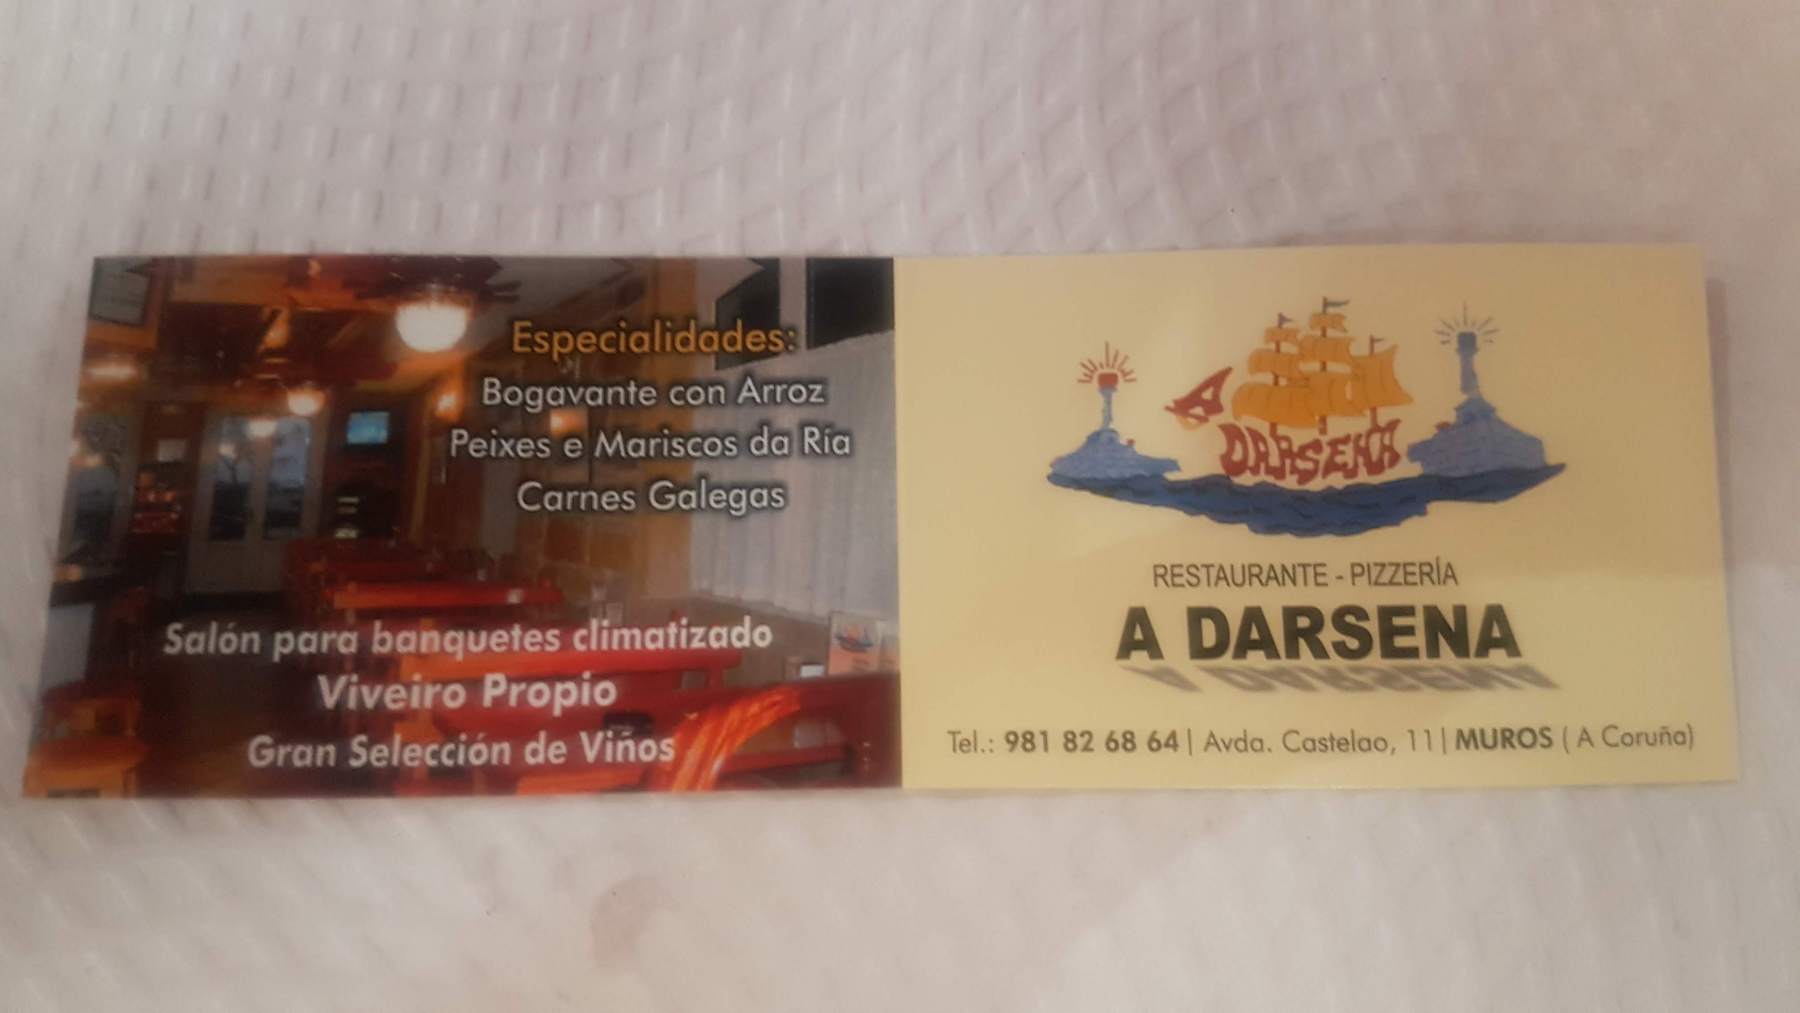 Especialidades:
Bogavante con Arroz
Peixes e Mariscos da Ría
Carnes Galegas
Salón para banquetes climatizado
Viveiro Propio
Gran Selección de Viños
A
DARSENA
RESTAURANTE - PIZZERÍA
A DARSENA
Tel.: 981 82 68 64 | Avda. Castelao, 11 | MUROS ( A Coruña)